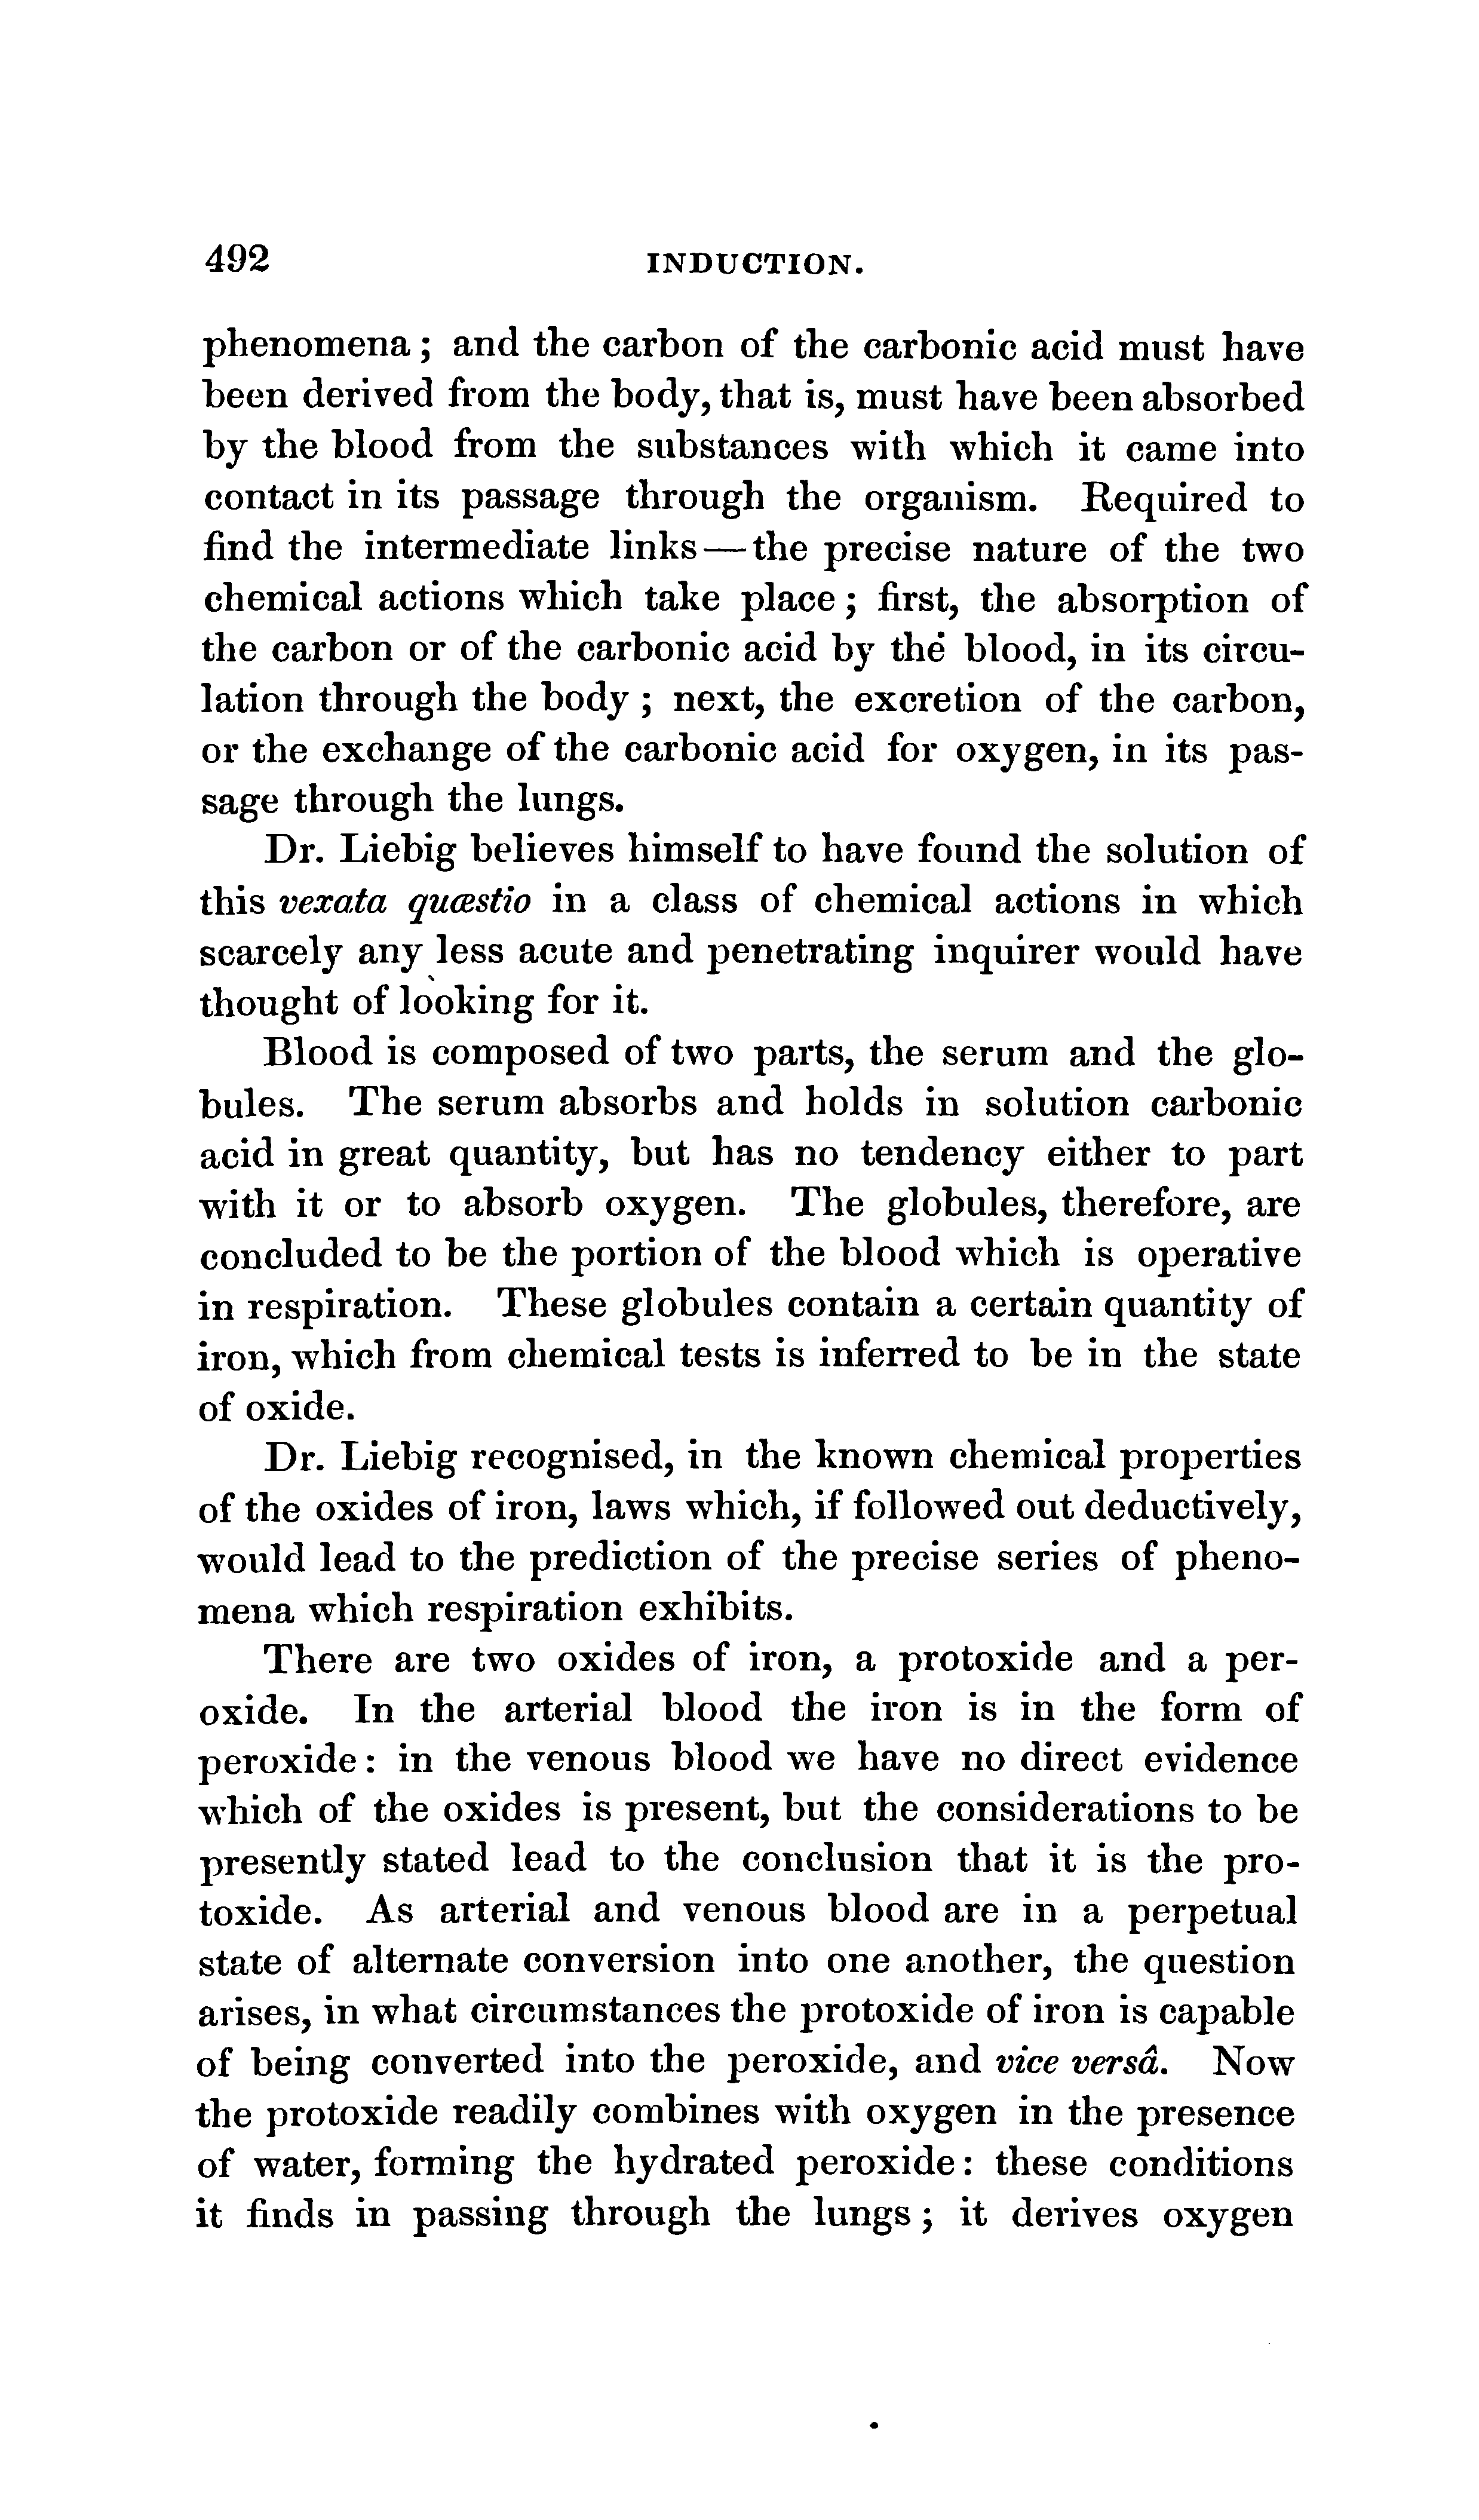 492 INDUCTION.
phenomena; and the carbon of the carbonic acid must have
been derived from the body, that is, must have been absorbed
by the blood from the substances with which it came into
contact in its passage through the organism. Required to
find the intermediate links—the precise nature of the two
chemical actions which take place; first, the absorption of
the carbon or of the carbonic acid by the blood, in its circu-
lation through the body; next, the excretion of the carbon,
or the exchange of the carbonic acid for oxygen, in its pas-
sage through the lungs.
Dr. Liebig believes himself to have found the solution of
this vexata quæstio in a class of chemical actions in which
scarcely any less acute and penetrating inquirer would have
thought of looking for it.
Blood is composed of two parts, the serum and the glo-
bules. The serum absorbs and holds in solution carbonic
acid in great quantity, but has no tendency either to part
with it or to absorb oxygen. The globules, therefore, are
concluded to be the portion of the blood which is operative
in respiration. These globules contain a certain quantity of
iron, which from chemical tests is inferred to be in the state
of oxide.
Dr. Liebig recognised, in the known chemical properties
of the oxides of iron, laws which, if followed out deductively,
would lead to the prediction of the precise series of pheno-
mena which respiration exhibits.
There are two oxides of iron, a protoxide and a per-
oxide. In the arterial blood the iron is in the form of
peroxide: in the venous blood we have no direct evidence
which of the oxides is present, but the considerations to be
presently stated lead to the conclusion that it is the pro-
toxide. As arterial and venous blood are in a perpetual
state of alternate conversion into one another, the question
arises, in what circumstances the protoxide of iron is capable
of being converted into the peroxide, and vice versâ. Now
the protoxide readily combines with oxygen in the presence
of water, forming the hydrated peroxide: these conditions
it finds in passing through the lungs; it derives oxygen